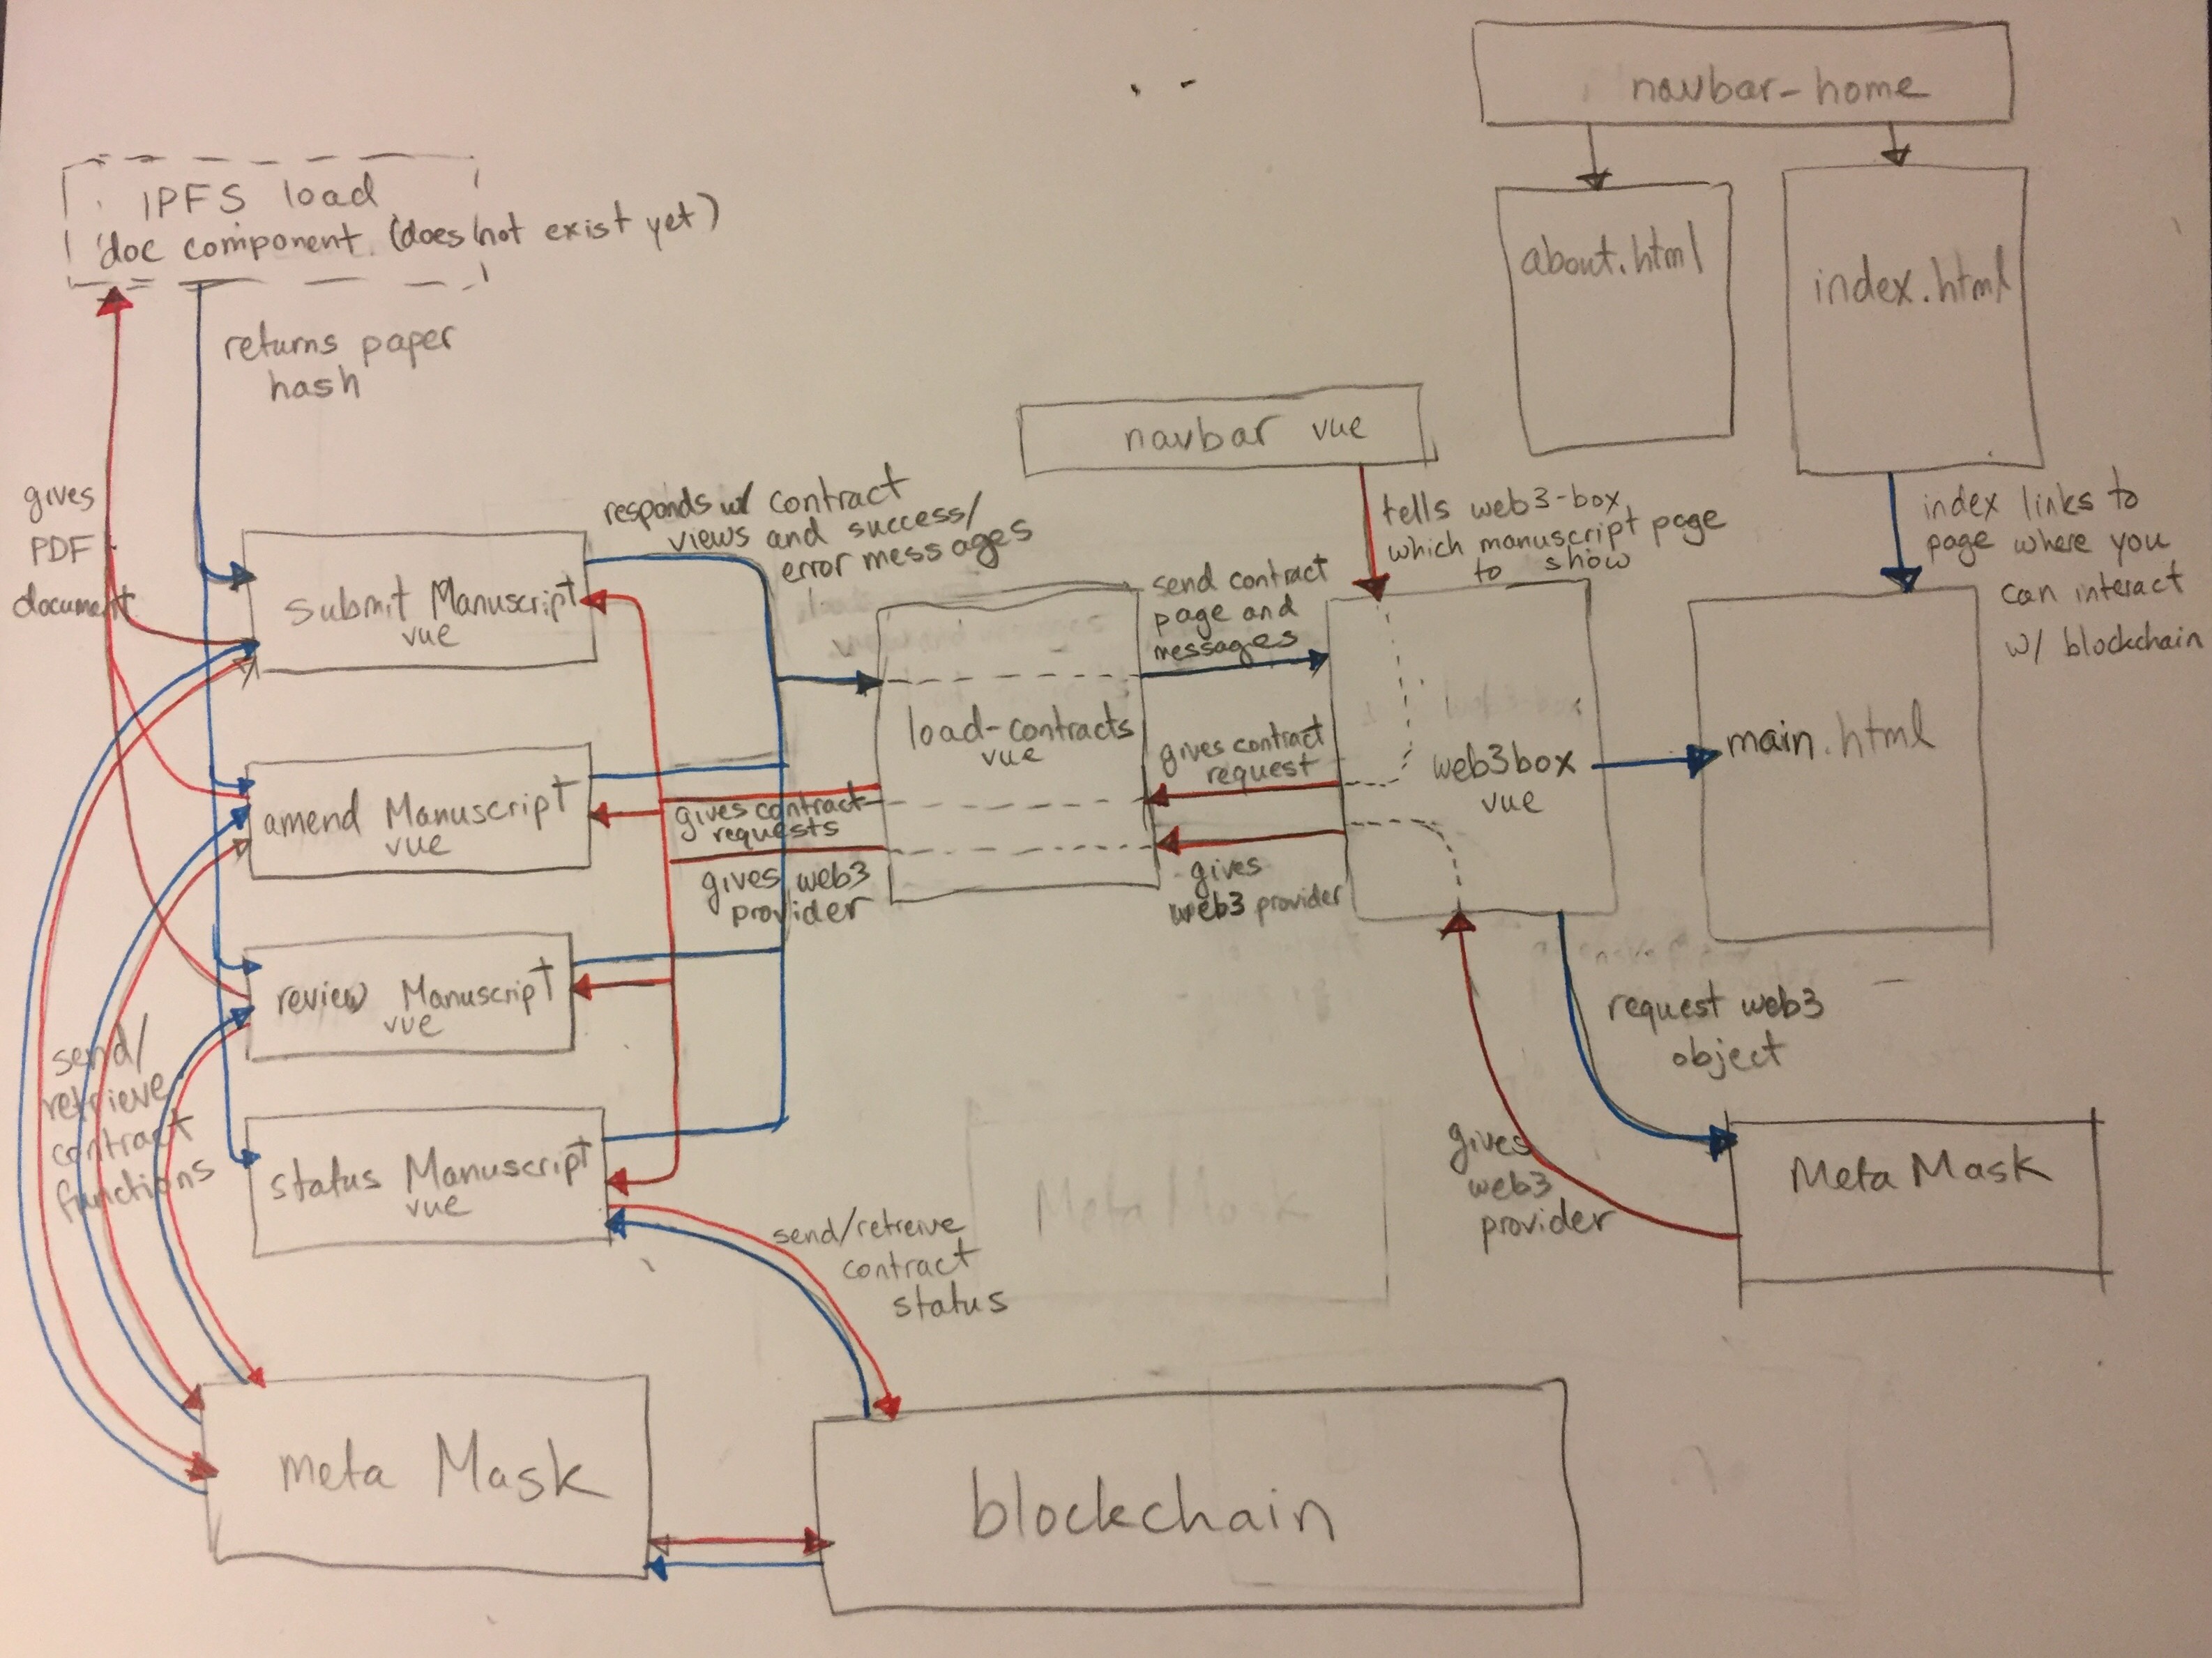 navbar-home
IPFS load
doc component (does not exist yet)
about.html
index.html
returns paper
hash
navbar vue
gives
PDF
document
responds w/ contract
views and success/
error messages
tells web3-box
which manuscript page
to show
index links to
page where you
can interact
w/ blockchain
submit Manuscript
vue
send contract
page and
messages
load-contracts
vue
gives contract
request
web3box
vue
main.html
amend Manuscript
vue
gives contract
requests
gives web3
provider
gives
web3 provider
review Manuscript
vue
request web3
object
send/
retrieve
contract
functions
status Manuscript
vue
gives
web3
provider
Meta Mask
Meta Mask
send/retreive
contract
status
meta Mask
blockchain